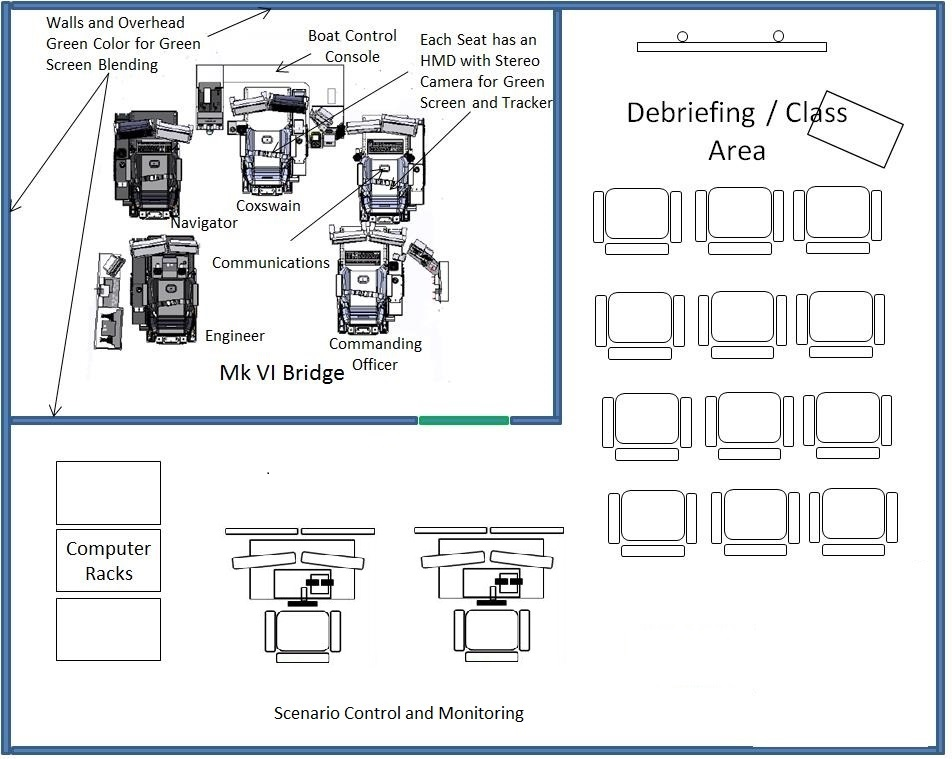 Walls and Overhead
Green Color for Green
Screen Blending
Boat Control
Console
Each Seat has an
HMD with Stereo
Camera for Green
Screen and Tracker
Coxswain
Navigator
Communications
Engineer
Commanding
Officer
Mk VI Bridge
Debriefing / Class
Area
Computer
Racks
Scenario Control and Monitoring